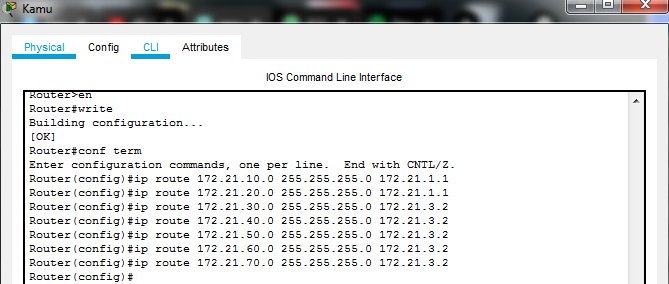 Kamu
Physical Config CLI Attributes
IOS Command Line Interface
Router>en
Router#write
Building configuration...
[OK]
Router#conf term
Enter configuration commands, one per line.  End with CNTL/Z.
Router(config)#ip route 172.21.10.0 255.255.255.0 172.21.1.1
Router(config)#ip route 172.21.20.0 255.255.255.0 172.21.1.1
Router(config)#ip route 172.21.30.0 255.255.255.0 172.21.3.2
Router(config)#ip route 172.21.40.0 255.255.255.0 172.21.3.2
Router(config)#ip route 172.21.50.0 255.255.255.0 172.21.3.2
Router(config)#ip route 172.21.60.0 255.255.255.0 172.21.3.2
Router(config)#ip route 172.21.70.0 255.255.255.0 172.21.3.2
Router(config)#